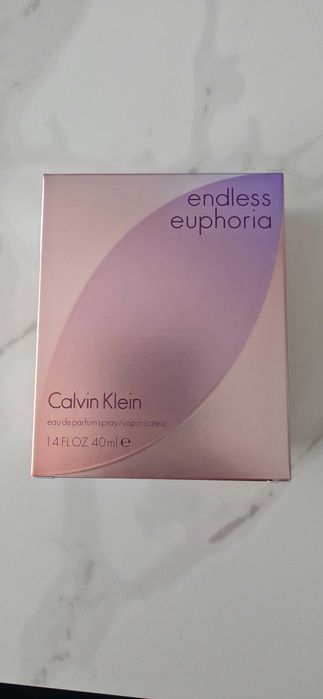 endless
euphoria
Calvin Klein
eau de parfum spray/vaporisateur
1.4 FL OZ 40 ml ℮